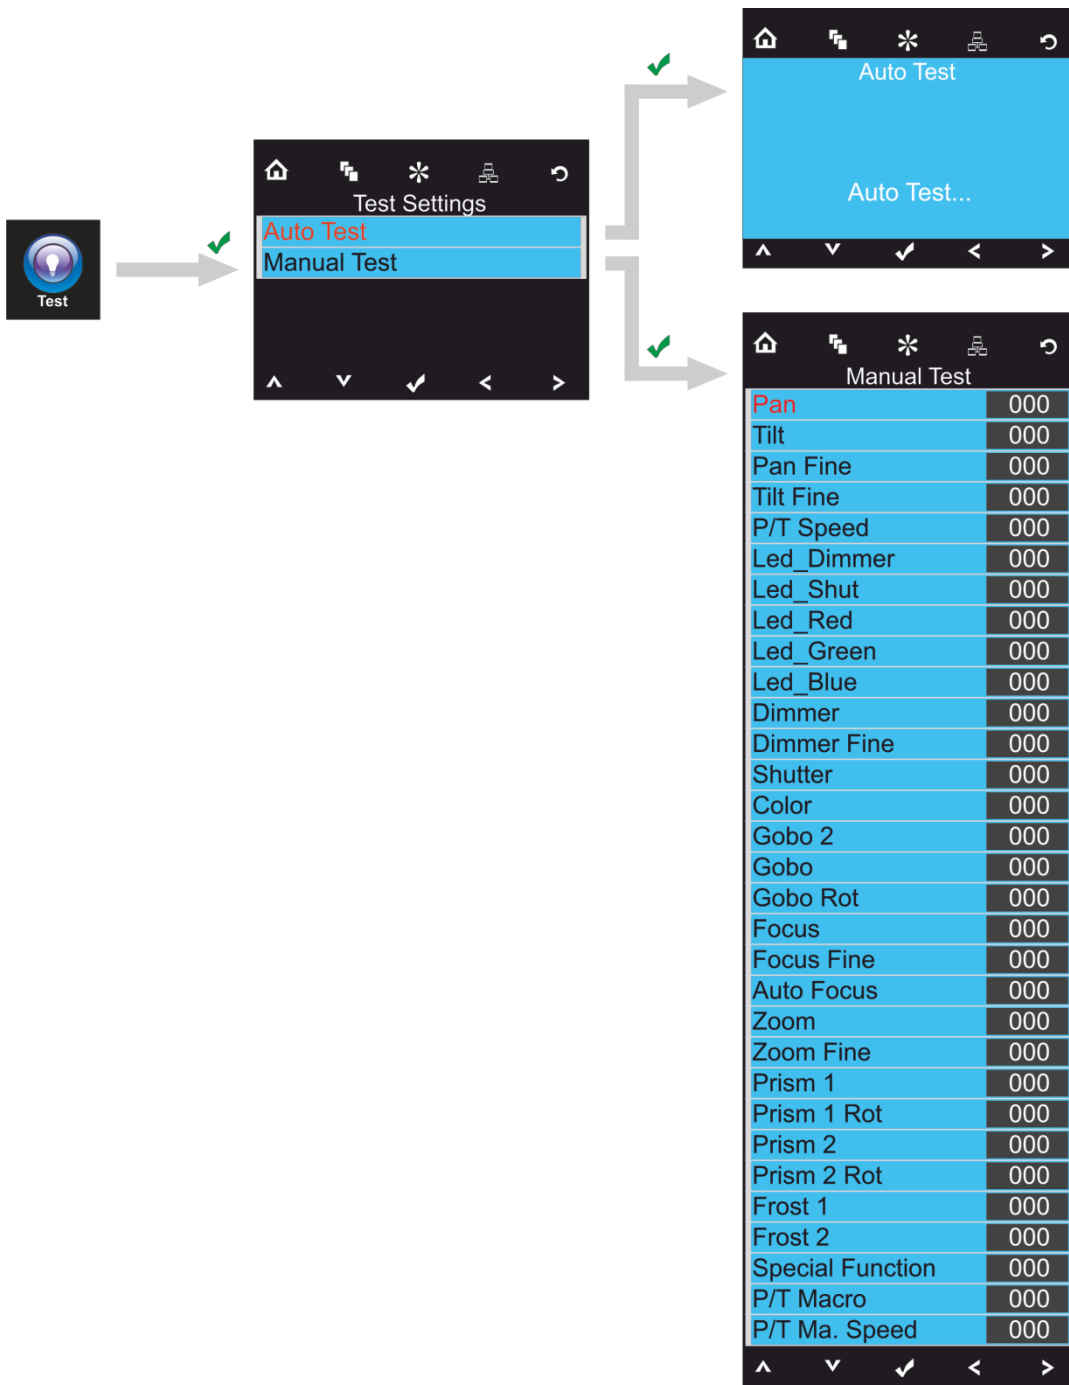 Test
Test Settings
Auto Test
Manual Test
Auto Test
Auto Test...
Manual Test
Pan 000
Tilt 000
Pan Fine 000
Tilt Fine 000
P/T Speed 000
Led_Dimmer 000
Led_Shut 000
Led_Red 000
Led_Green 000
Led_Blue 000
Dimmer 000
Dimmer Fine 000
Shutter 000
Color 000
Gobo 2 000
Gobo 000
Gobo Rot 000
Focus 000
Focus Fine 000
Auto Focus 000
Zoom 000
Zoom Fine 000
Prism 1 000
Prism 1 Rot 000
Prism 2 000
Prism 2 Rot 000
Frost 1 000
Frost 2 000
Special Function 000
P/T Macro 000
P/T Ma. Speed 000